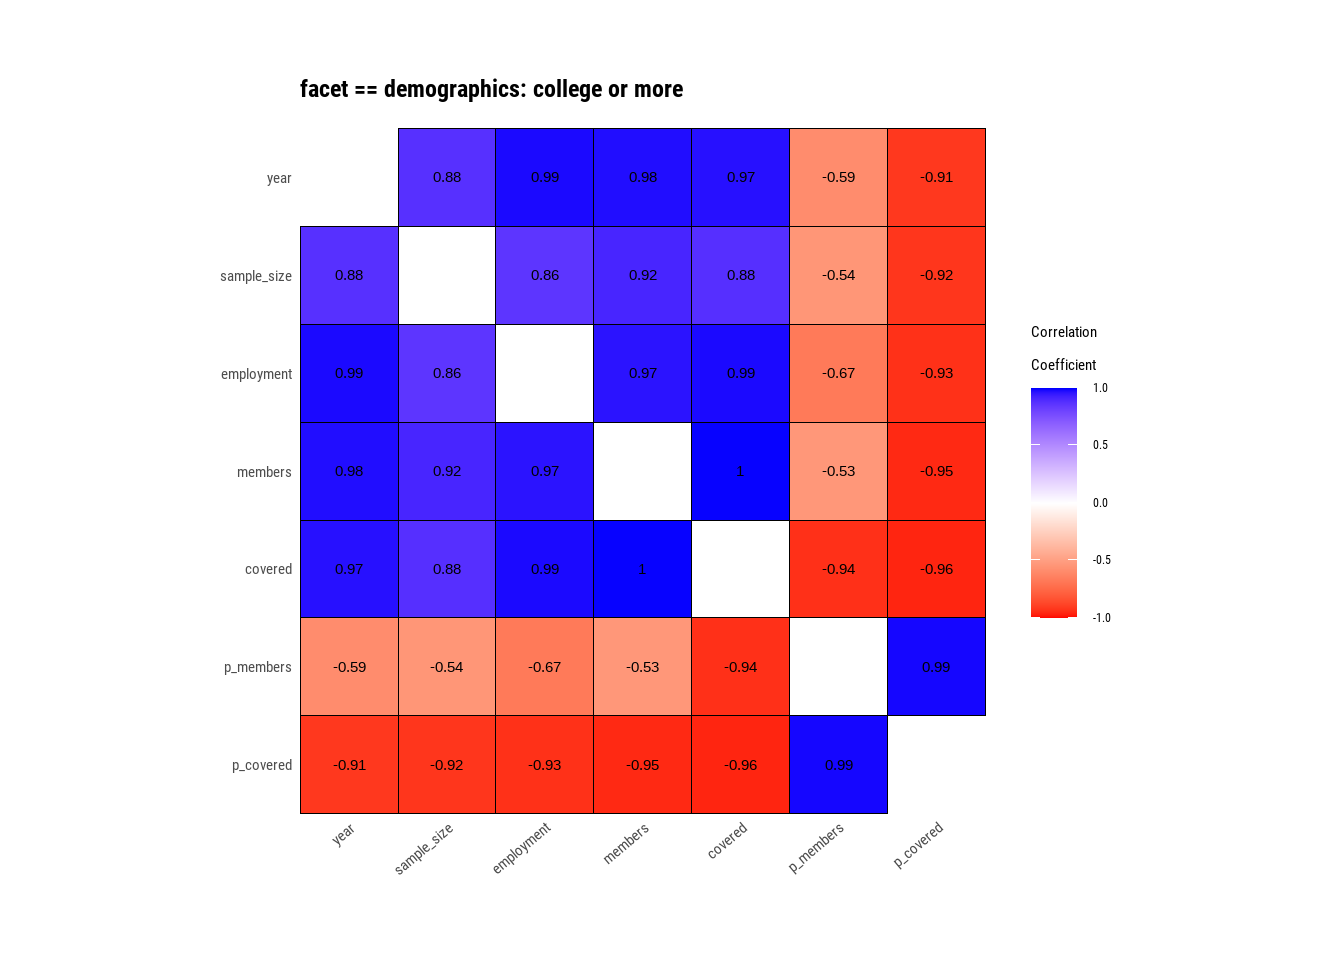 facet == demographics: college or more
year 0.88 0.99 0.98 0.97 -0.59 -0.91
sample_size 0.88 0.86 0.92 0.88 -0.54 -0.92
employment 0.99 0.86 0.97 0.99 -0.67 -0.93
members 0.98 0.92 0.97 1 -0.53 -0.95
covered 0.97 0.88 0.99 1 -0.94 -0.96
p_members -0.59 -0.54 -0.67 -0.53 -0.94 0.99
p_covered -0.91 -0.92 -0.93 -0.95 -0.96 0.99
year sample_size employment members covered p_members p_covered
Correlation
Coefficient
1.0
0.5
0.0
-0.5
-1.0